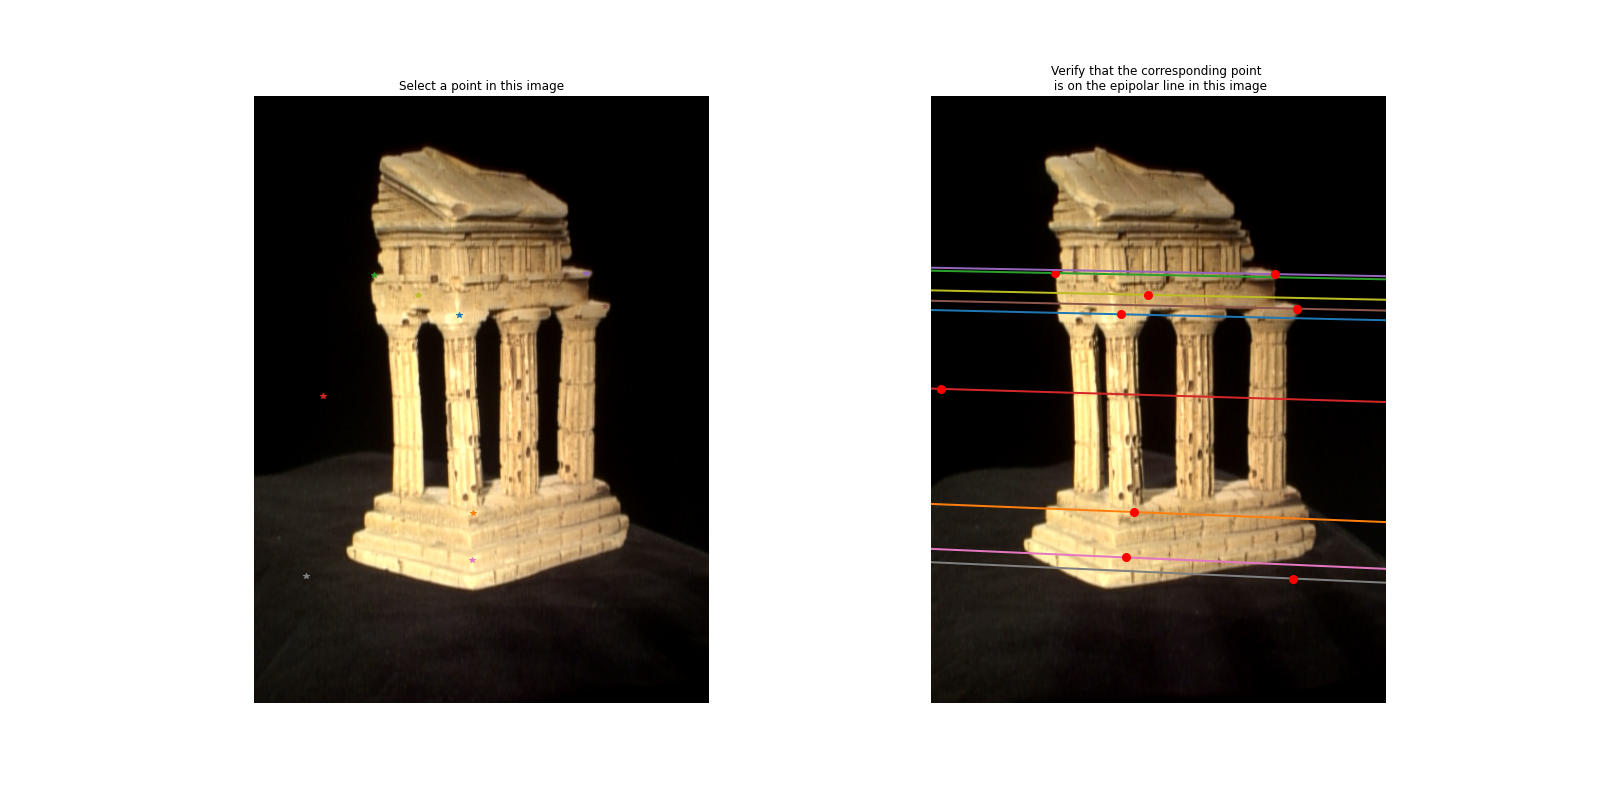 Select a point in this image
Verify that the corresponding point
is on the epipolar line in this image